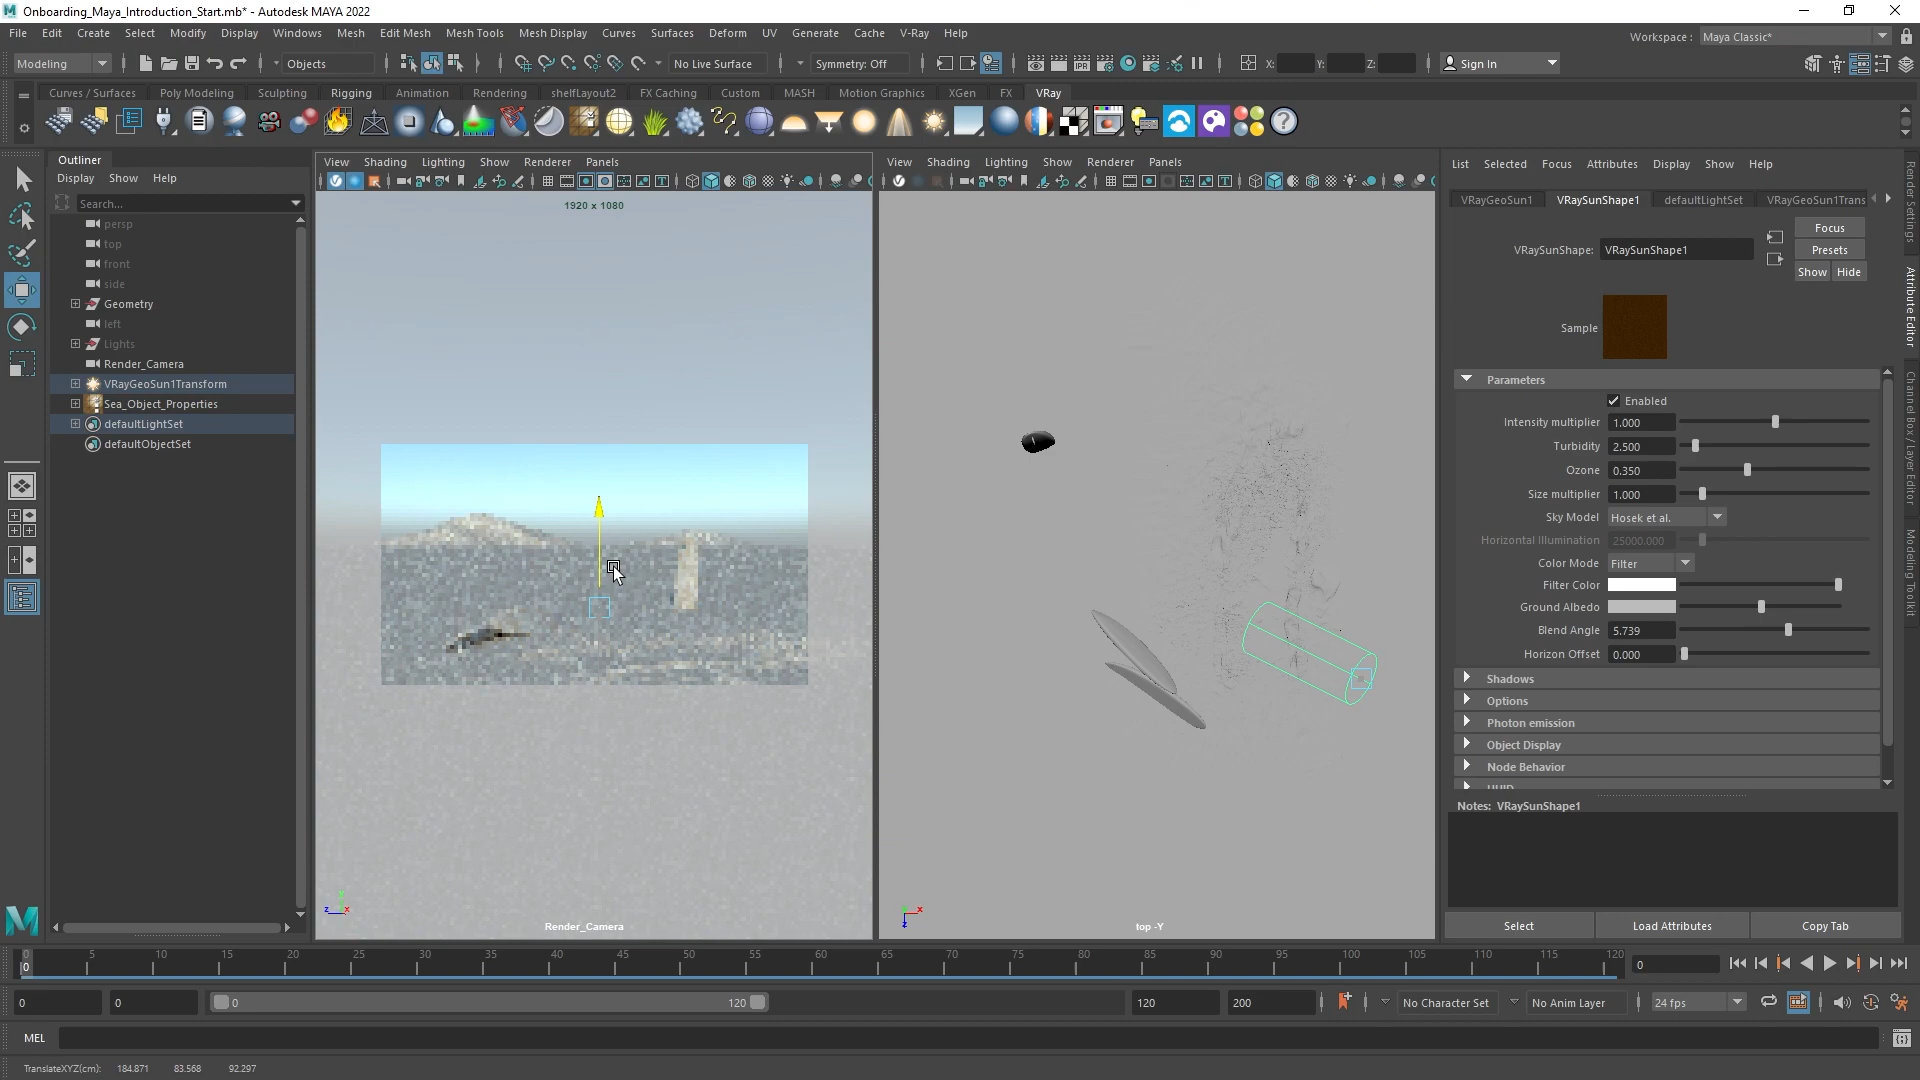 Onboarding_Maya_Introduction_Start.mb* - Autodesk MAYA 2022
File Edit Create Select Modify Display Windows Mesh Edit Mesh Mesh Tools Mesh Display Curves Surfaces Deform UV Generate Cache V-Ray Help
Workspace : Maya Classic*
Modeling Objects No Live Surface Symmetry: Off X: Y: Z: Sign In
Curves / Surfaces Poly Modeling Sculpting Rigging Animation Rendering shelfLayout2 FX Caching Custom MASH Motion Graphics XGen FX VRay
Outliner
Display Show Help
Search...
persp
top
front
side
Geometry
left
Lights
Render_Camera
VRayGeoSun1Transform
Sea_Object_Properties
defaultLightSet
defaultObjectSet
View Shading Lighting Show Renderer Panels
1920 x 1080
Render_Camera
View Shading Lighting Show Renderer Panels
top -Y
List Selected Focus Attributes Display Show Help
VRayGeoSun1 VRaySunShape1 defaultLightSet VRayGeoSun1Trans
Focus
VRaySunShape: VRaySunShape1
Presets
Show Hide
Sample
Parameters
Enabled
Intensity multiplier 1.000
Turbidity 2.500
Ozone 0.350
Size multiplier 1.000
Sky Model Hosek et al.
Horizontal Illumination 25000.000
Color Mode Filter
Filter Color
Ground Albedo
Blend Angle 5.739
Horizon Offset 0.000
Shadows
Options
Photon emission
Object Display
Node Behavior
Notes: VRaySunShape1
Select Load Attributes Copy Tab
Render Settings
Attribute Editor
Channel Box / Layer Editor
Modeling Toolkit
0 5 10 15 20 25 30 35 40 45 50 55 60 65 70 75 80 85 90 95 100 105 110 115 120
0 0
0 0 0 120 120 200 No Character Set No Anim Layer 24 fps
MEL
TranslateXYZ(cm): 184.871 83.568 92.297